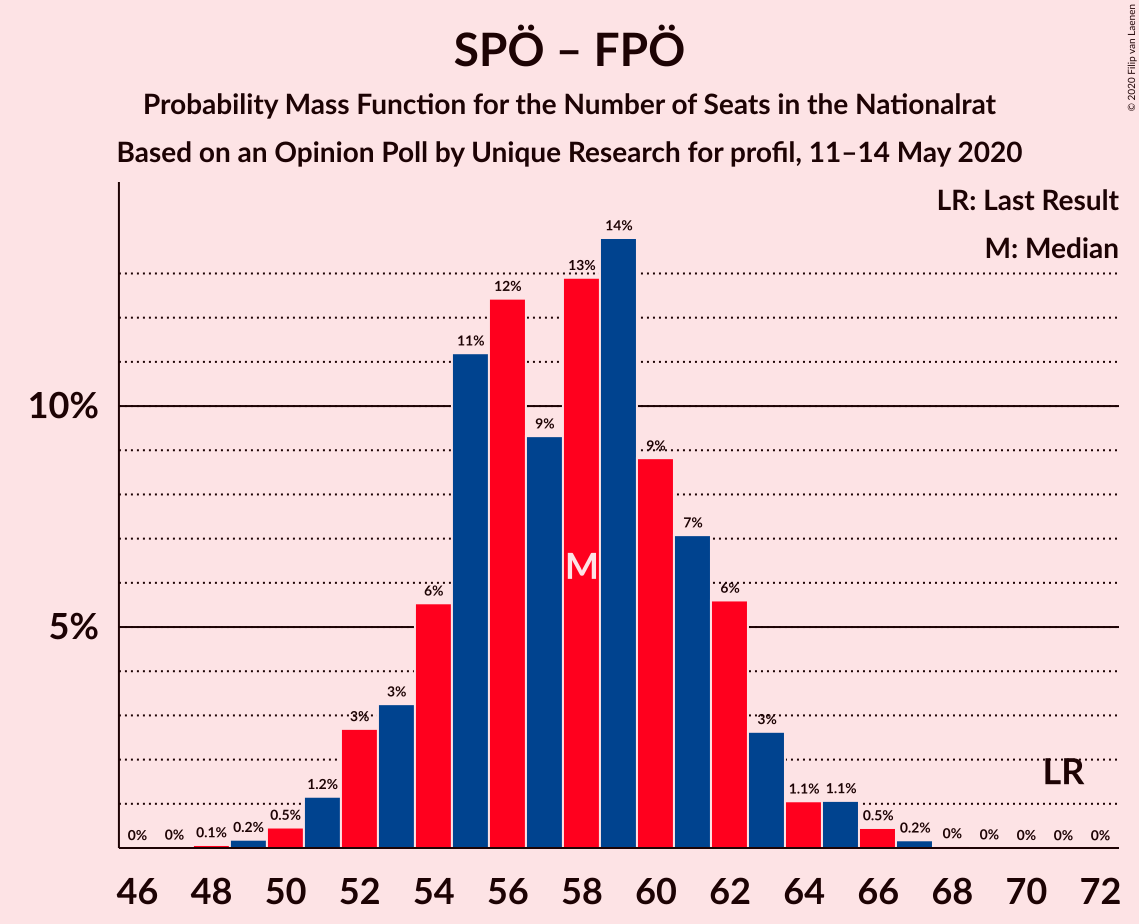 SPÖ – FPÖ
Probability Mass Function for the Number of Seats in the Nationalrat
Based on an Opinion Poll by Unique Research for profil, 11–14 May 2020
© 2020 Filip van Laenen
LR: Last Result
M: Median
10%
5%
0% 0% 0.1% 0.2% 0.5% 1.2% 3% 3% 6% 11% 12% 9% 13% 14% 9% 7% 6% 3% 1.1% 1.1% 0.5% 0.2% 0% 0% 0% 0% 0%
M
LR
46 48 50 52 54 56 58 60 62 64 66 68 70 72